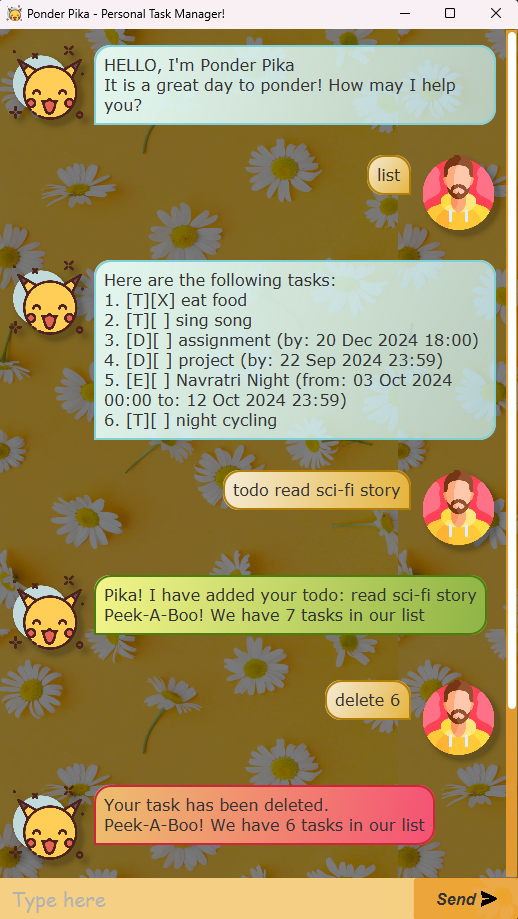 Ponder Pika - Personal Task Manager!
HELLO, I'm Ponder Pika
It is a great day to ponder! How may I help
you?
list
Here are the following tasks:
1. [T][X] eat food
2. [T][ ] sing song
3. [D][ ] assignment (by: 20 Dec 2024 18:00)
4. [D][ ] project (by: 22 Sep 2024 23:59)
5. [E][ ] Navratri Night (from: 03 Oct 2024
00:00 to: 12 Oct 2024 23:59)
6. [T][ ] night cycling
todo read sci-fi story
Pika! I have added your todo: read sci-fi story
Peek-A-Boo! We have 7 tasks in our list
delete 6
Your task has been deleted.
Peek-A-Boo! We have 6 tasks in our list
Type here
Send